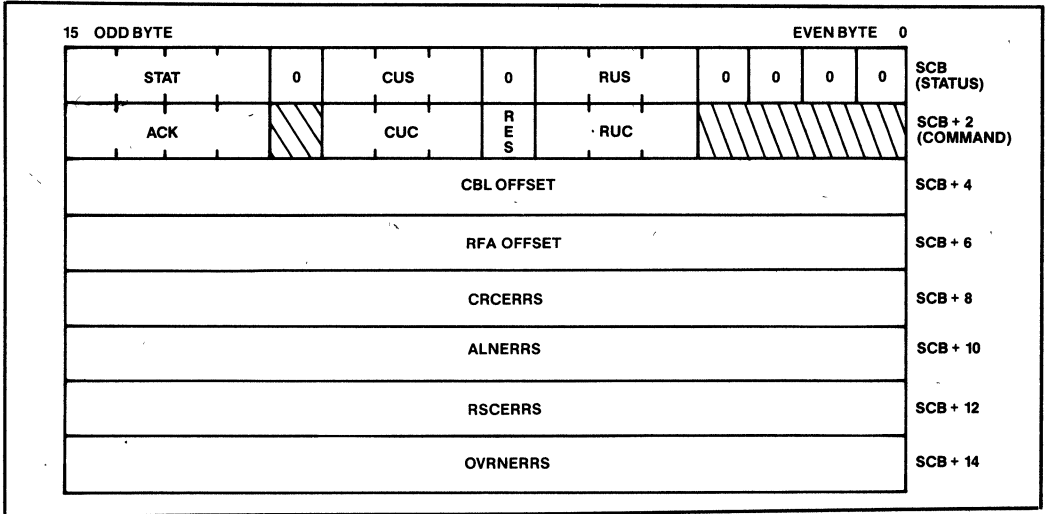 15 ODD BYTE EVEN BYTE 0
STAT 0 CUS 0 RUS 0 0 0 0 SCB (STATUS)
ACK CUC RES RUC SCB + 2 (COMMAND)
CBL OFFSET SCB + 4
RFA OFFSET SCB + 6
CRCERRS SCB + 8
ALNERRS SCB + 10
RSCERRS SCB + 12
OVRNERRS SCB + 14